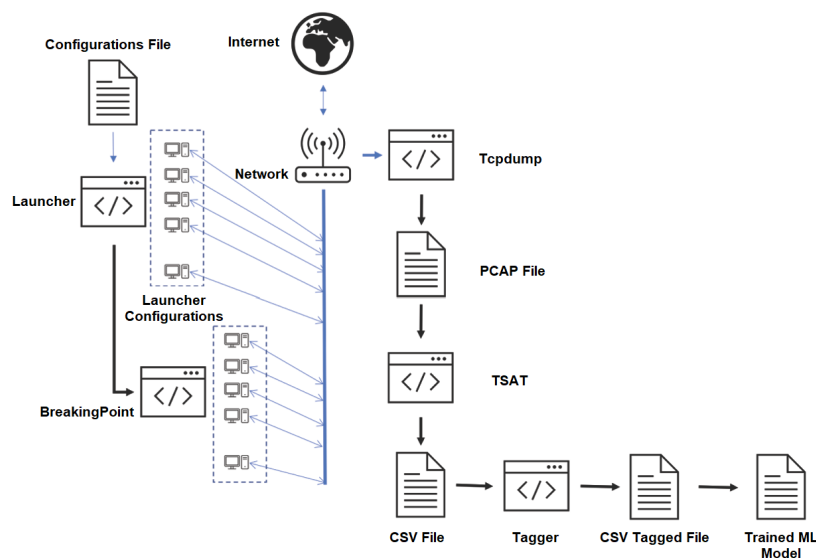 Configurations File
Internet
Launcher
Network
Tcpdump
PCAP File
Launcher
Configurations
TSAT
BreakingPoint
CSV File
Tagger
CSV Tagged File
Trained ML
Model